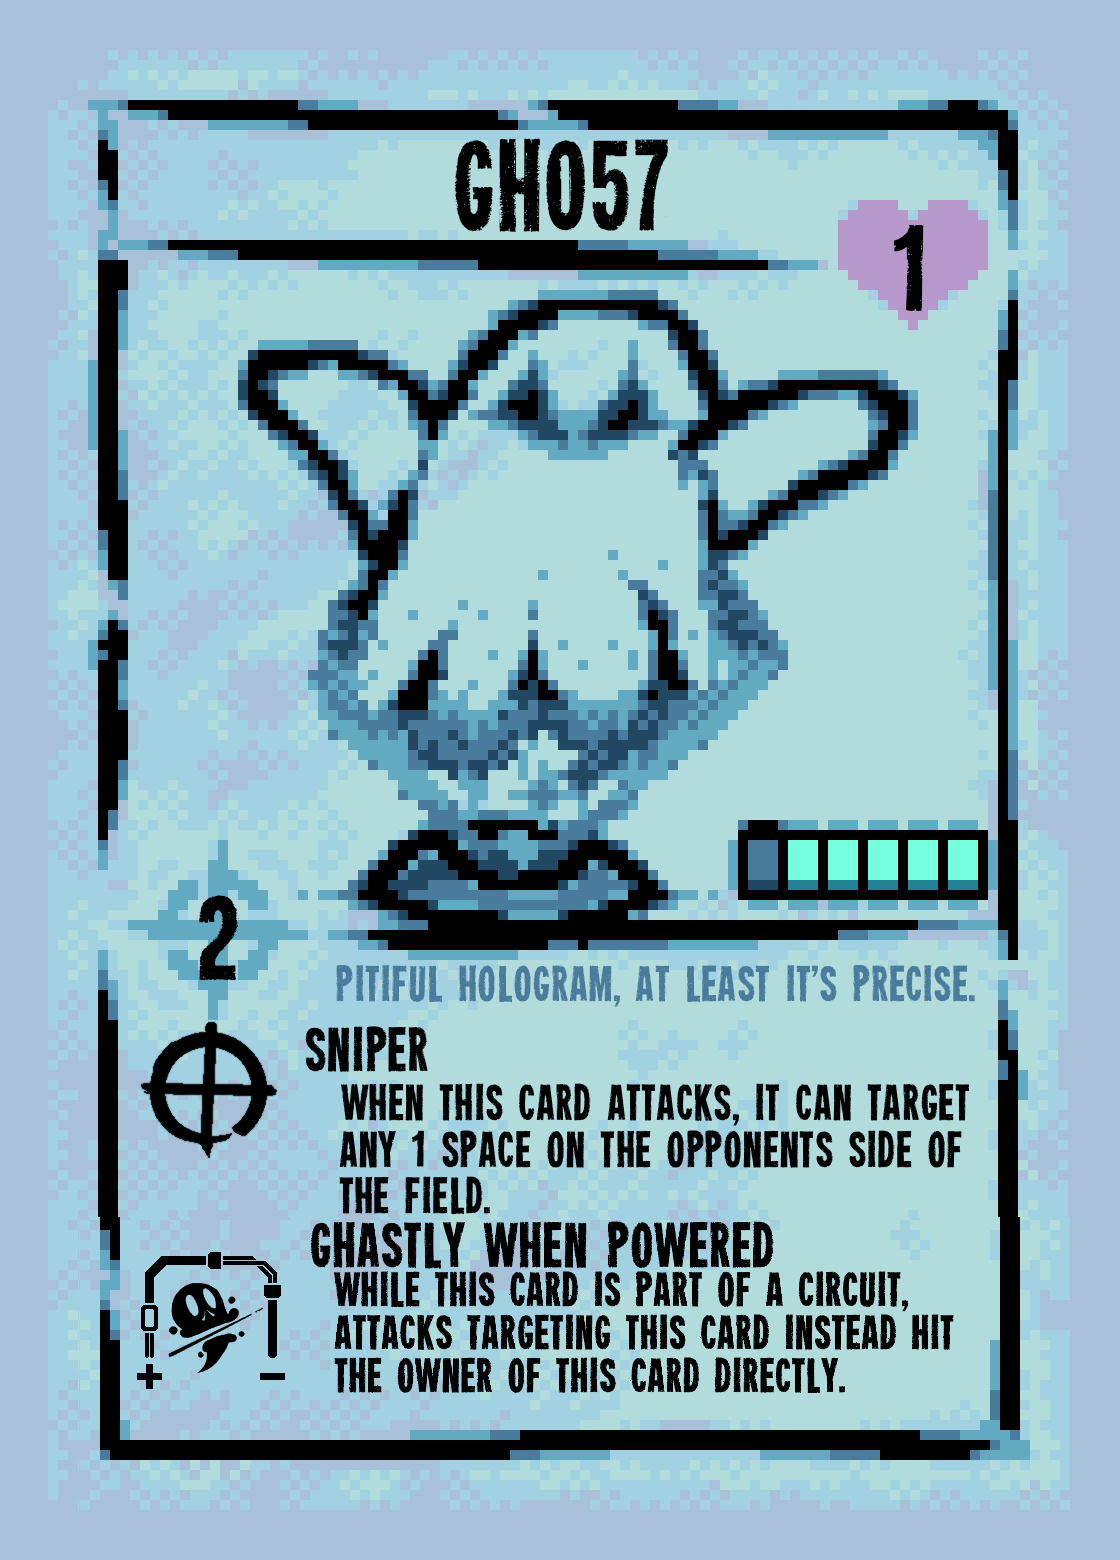 GH057
1
2
PITIFUL HOLOGRAM, AT LEAST IT'S PRECISE.
SNIPER
WHEN THIS CARD ATTACKS, IT CAN TARGET
ANY 1 SPACE ON THE OPPONENTS SIDE OF
THE FIELD.
GHASTLY WHEN POWERED
WHILE THIS CARD IS PART OF A CIRCUIT,
ATTACKS TARGETING THIS CARD INSTEAD HIT
THE OWNER OF THIS CARD DIRECTLY.
+ −